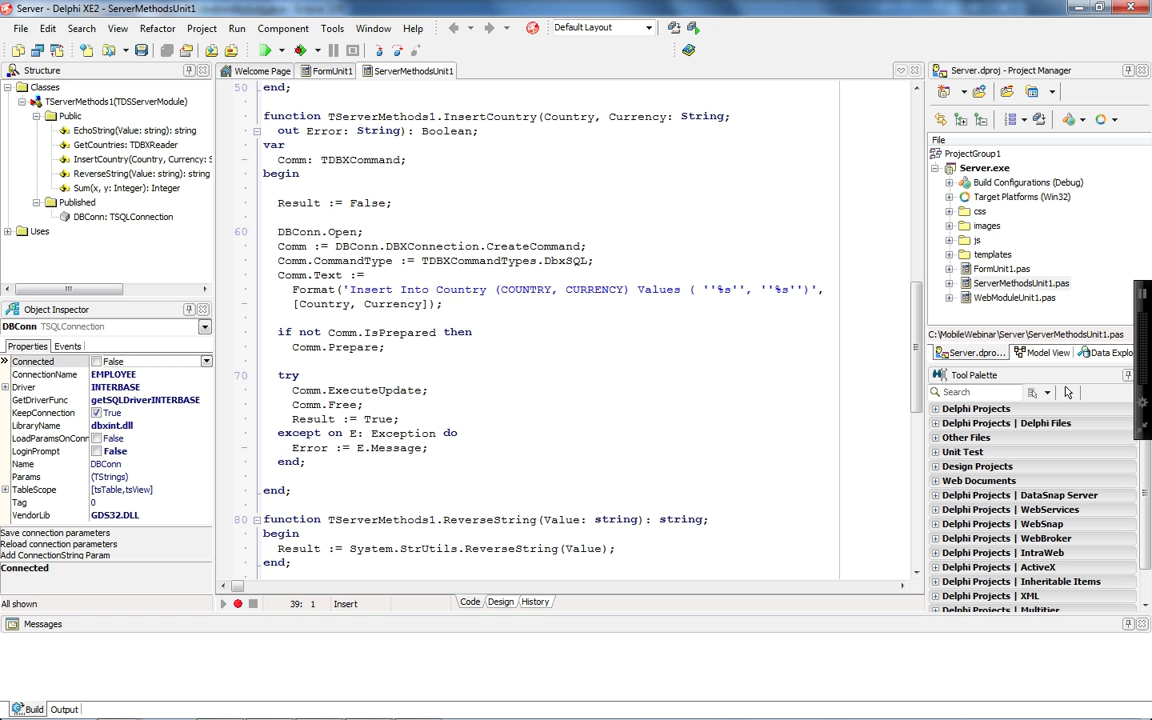 Server - Delphi XE2 - ServerMethodsUnit1
File Edit Search View Refactor Project Run Component Tools Window Help
Default Layout
Structure
Classes
TServerMethods1(TDSServerModule)
Public
EchoString(Value: string): string
GetCountries: TDBXReader
InsertCountry(Country, Currency: S
ReverseString(Value: string): string
Sum(x, y: Integer): Integer
Published
DBConn: TSQLConnection
Uses
Object Inspector
DBConn TSQLConnection
Properties Events
Connected False
ConnectionName EMPLOYEE
Driver INTERBASE
GetDriverFunc getSQLDriverINTERBASE
KeepConnection True
LibraryName dbxint.dll
LoadParamsOnConn False
LoginPrompt False
Name DBConn
Params (TStrings)
TableScope [tsTable,tsView]
Tag 0
VendorLib GDS32.DLL
Save connection parameters
Reload connection parameters
Add ConnectionString Param
Connected
All shown
Welcome Page FormUnit1 ServerMethodsUnit1
50 end;
function TServerMethods1.InsertCountry(Country, Currency: String;
out Error: String): Boolean;
var
Comm: TDBXCommand;
begin
Result := False;
60 DBConn.Open;
Comm := DBConn.DBXConnection.CreateCommand;
Comm.CommandType := TDBXCommandTypes.DbxSQL;
Comm.Text :=
Format('Insert Into Country (COUNTRY, CURRENCY) Values ( ''%s'', ''%s'')',
[Country, Currency]);
if not Comm.IsPrepared then
Comm.Prepare;
70 try
Comm.ExecuteUpdate;
Comm.Free;
Result := True;
except on E: Exception do
Error := E.Message;
end;
end;
80 function TServerMethods1.ReverseString(Value: string): string;
begin
Result := System.StrUtils.ReverseString(Value);
end;
39: 1 Insert Code Design History
Server.dproj - Project Manager
File
ProjectGroup1
Server.exe
Build Configurations (Debug)
Target Platforms (Win32)
css
images
js
templates
FormUnit1.pas
ServerMethodsUnit1.pas
WebModuleUnit1.pas
C:\MobileWebinar\Server\ServerMethodsUnit1.pas
Server.dpro... Model View Data Explo
Tool Palette
Search
Delphi Projects
Delphi Projects | Delphi Files
Other Files
Unit Test
Design Projects
Web Documents
Delphi Projects | DataSnap Server
Delphi Projects | WebServices
Delphi Projects | WebSnap
Delphi Projects | WebBroker
Delphi Projects | IntraWeb
Delphi Projects | ActiveX
Delphi Projects | Inheritable Items
Delphi Projects | XML
Delphi Projects | Multitier
Messages
Build Output